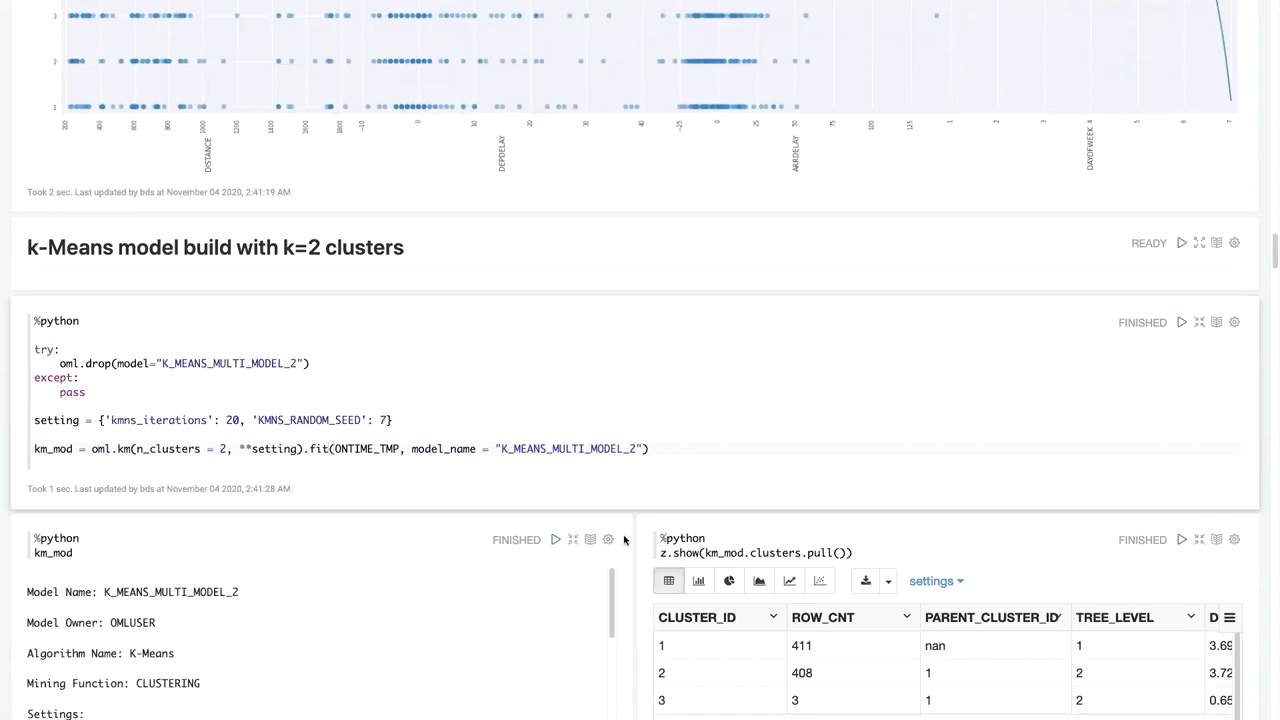 3
2
1
200 400 600 800 1000 1200 1400 1600 1800 -10 0 10 20 30 40 -25 0 25 50 75 100 125 1 2 3 4 5 6 7
DISTANCE DEPDELAY ARRDELAY DAYOFWEEK
Took 2 sec. Last updated by bds at November 04 2020, 2:41:19 AM.
k-Means model build with k=2 clusters
READY
%python
FINISHED
try:
    oml.drop(model="K_MEANS_MULTI_MODEL_2")
except:
    pass
setting = {'kmns_iterations': 20, 'KMNS_RANDOM_SEED': 7}
km_mod = oml.km(n_clusters = 2, **setting).fit(ONTIME_TMP, model_name = "K_MEANS_MULTI_MODEL_2")
Took 1 sec. Last updated by bds at November 04 2020, 2:41:28 AM.
%python
km_mod
FINISHED
Model Name: K_MEANS_MULTI_MODEL_2
Model Owner: OMLUSER
Algorithm Name: K-Means
Mining Function: CLUSTERING
Settings:
%python
z.show(km_mod.clusters.pull())
FINISHED
settings
CLUSTER_ID ROW_CNT PARENT_CLUSTER_ID TREE_LEVEL D
1 411 nan 1 3.69
2 408 1 2 3.72
3 3 1 2 0.65